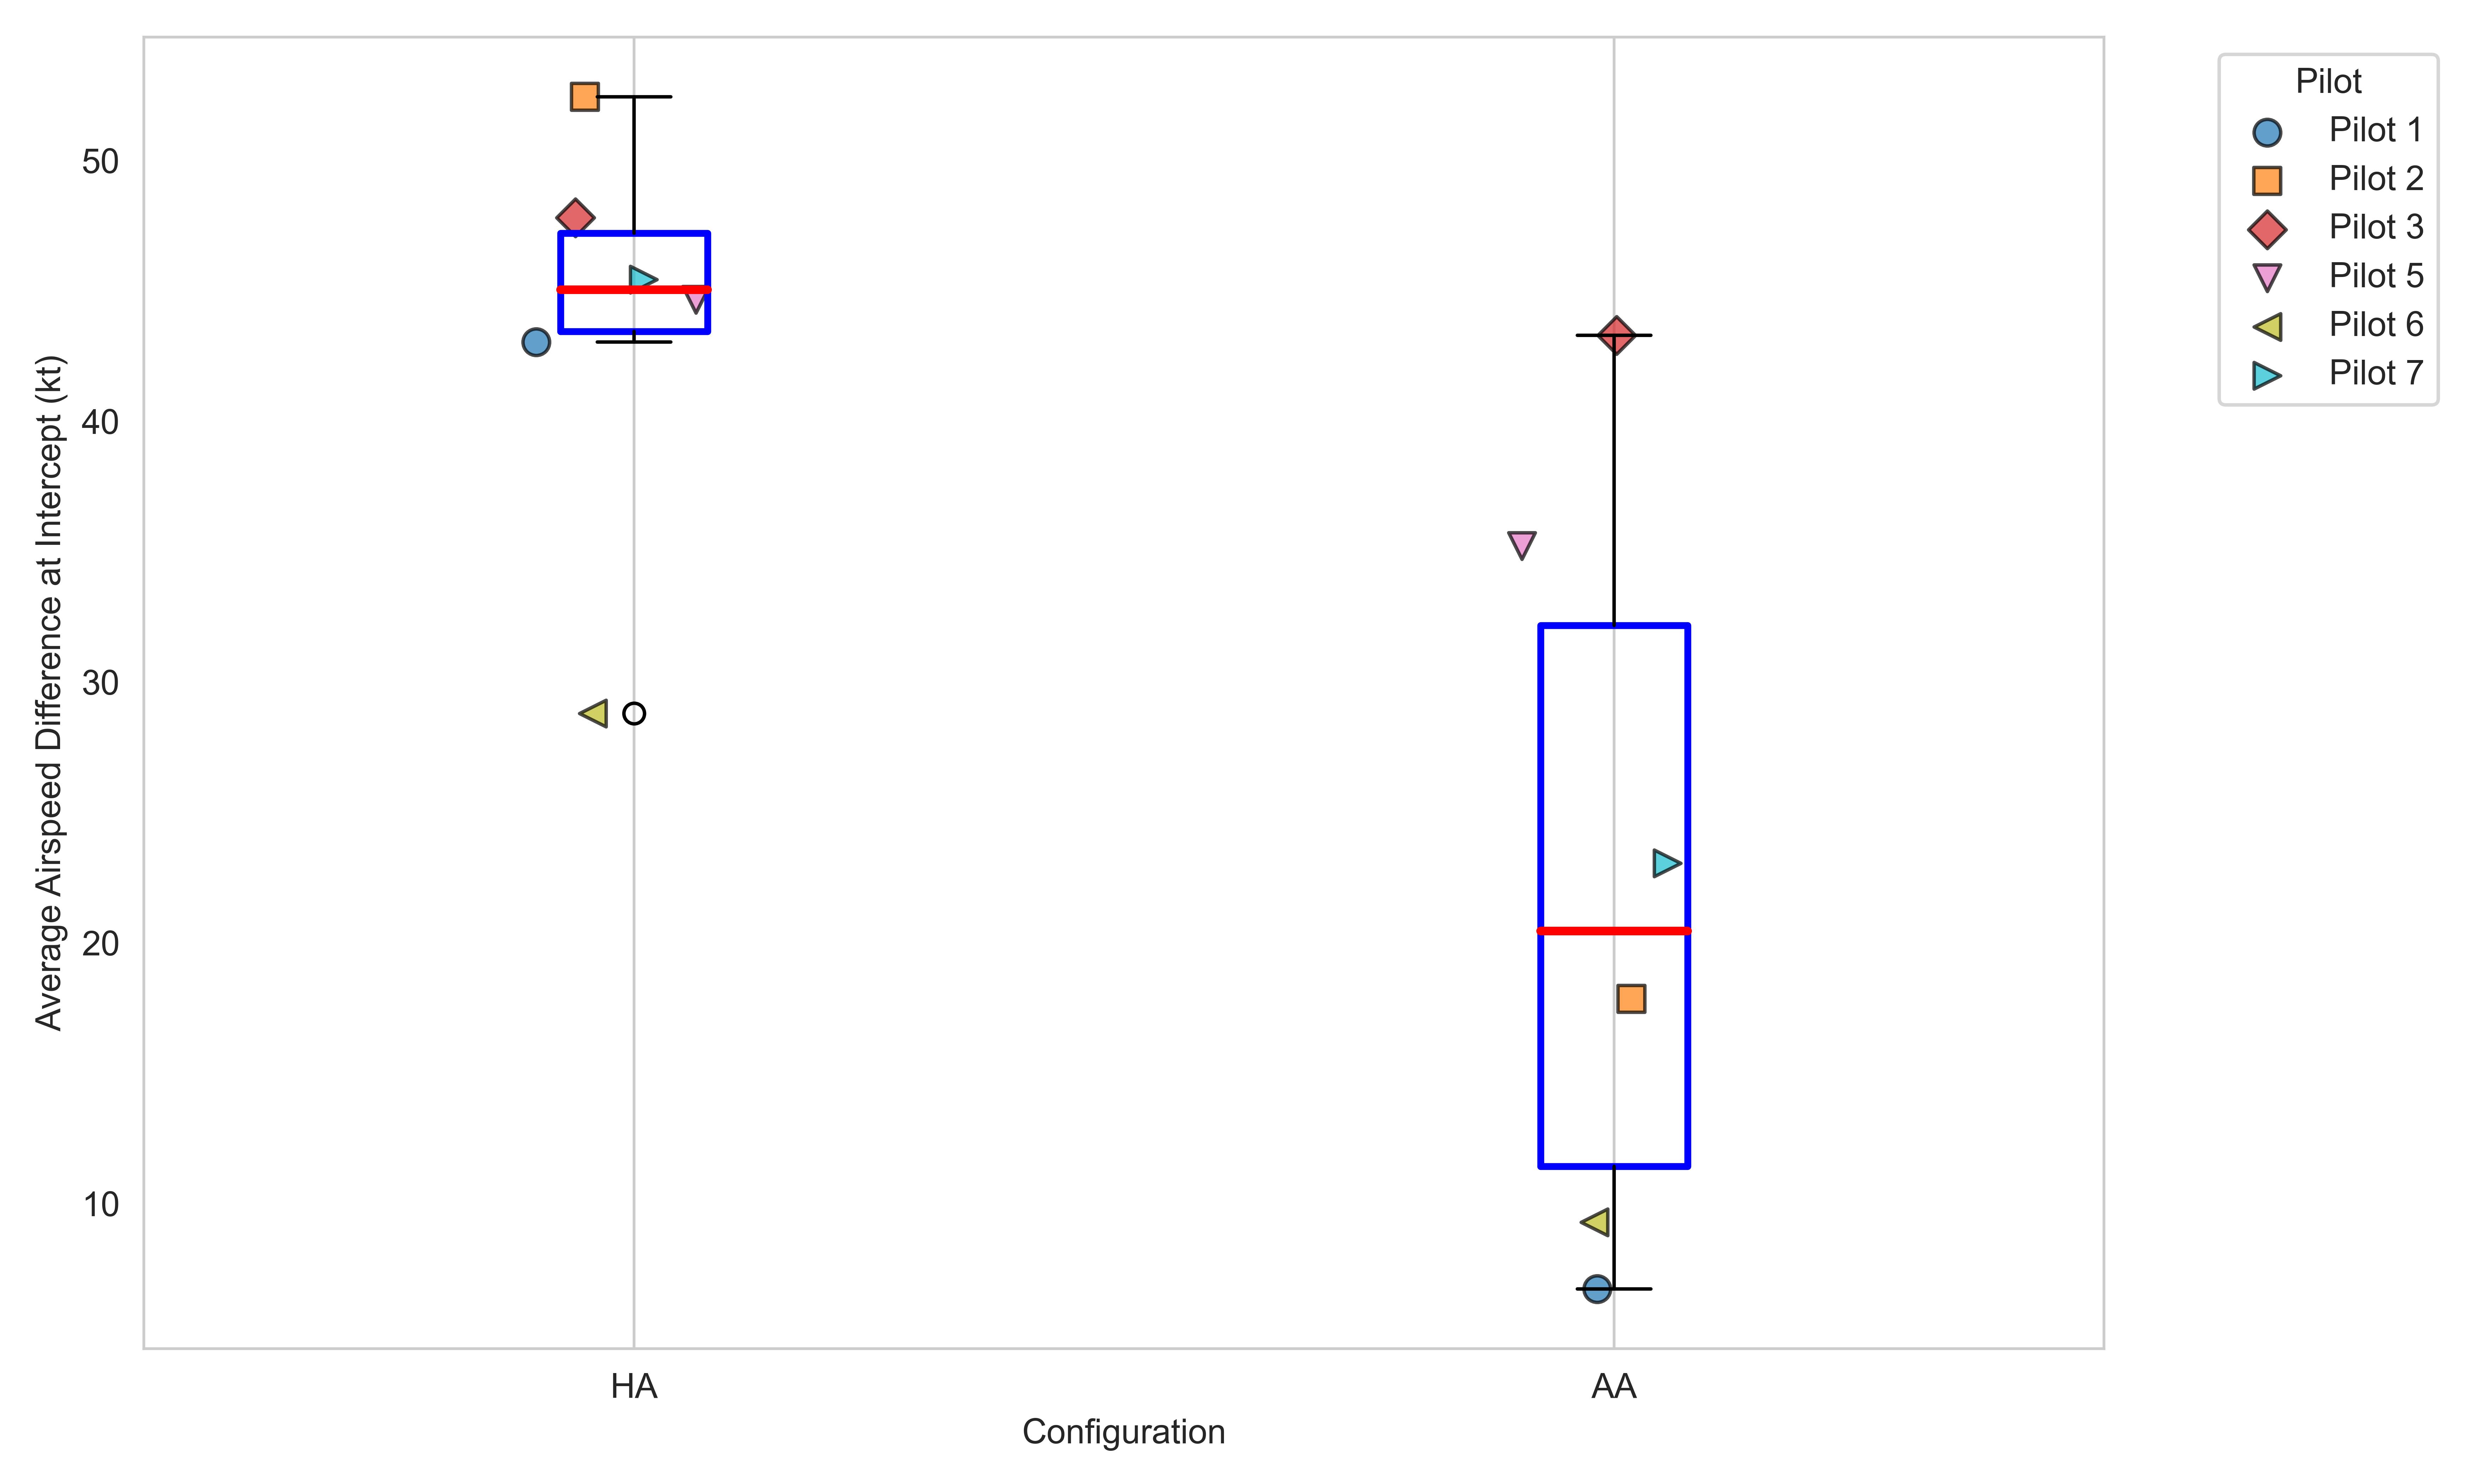 Average Airspeed Difference at Intercept (kt)
50
40
30
20
10
HA
AA
Configuration
Pilot
Pilot 1
Pilot 2
Pilot 3
Pilot 5
Pilot 6
Pilot 7